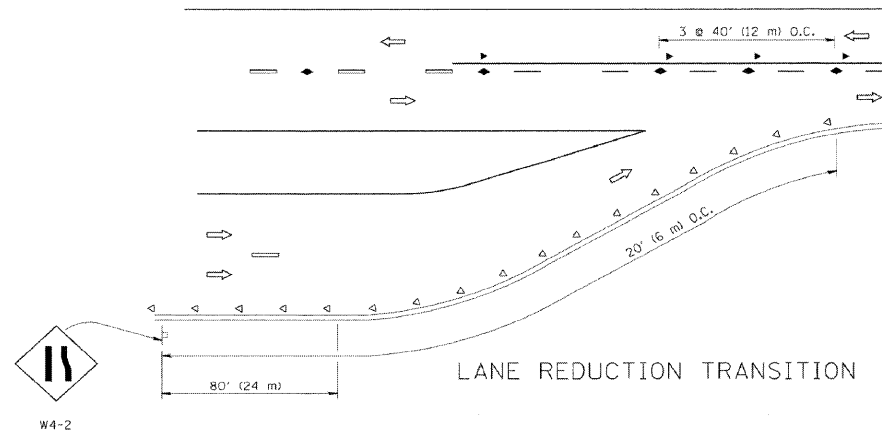 3 @ 40' (12 m) O.C.
20' (6 m) O.C.
80' (24 m)
LANE REDUCTION TRANSITION
W4-2